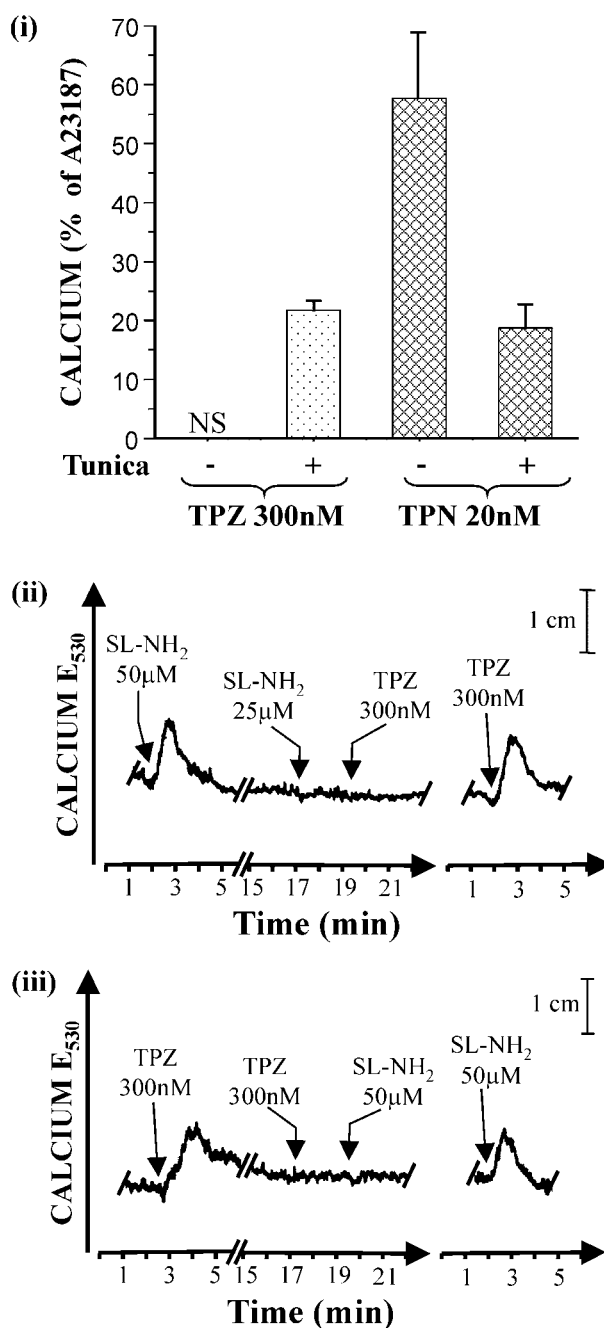 (i)
CALCIUM (% of A23187)
70
60
50
40
30
20
10
0
NS
Tunica - + - +
TPZ 300nM TPN 20nM
(ii)
CALCIUM E530
1 cm
SL-NH2
50μM
SL-NH2
25μM
TPZ
300nM
TPZ
300nM
1 3 5 15 17 19 21 1 3 5
Time (min)
(iii)
CALCIUM E530
1 cm
TPZ
300nM
TPZ
300nM
SL-NH2
50μM
SL-NH2
50μM
1 3 5 15 17 19 21 1 3 5
Time (min)